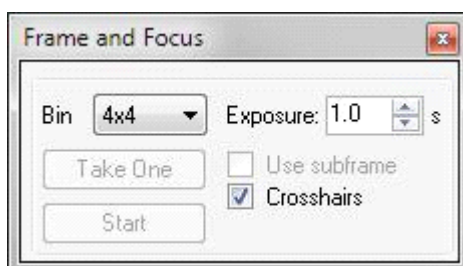 Frame and Focus
Bin 4x4 Exposure: 1.0 s
Take One Use subframe
Crosshairs
Start